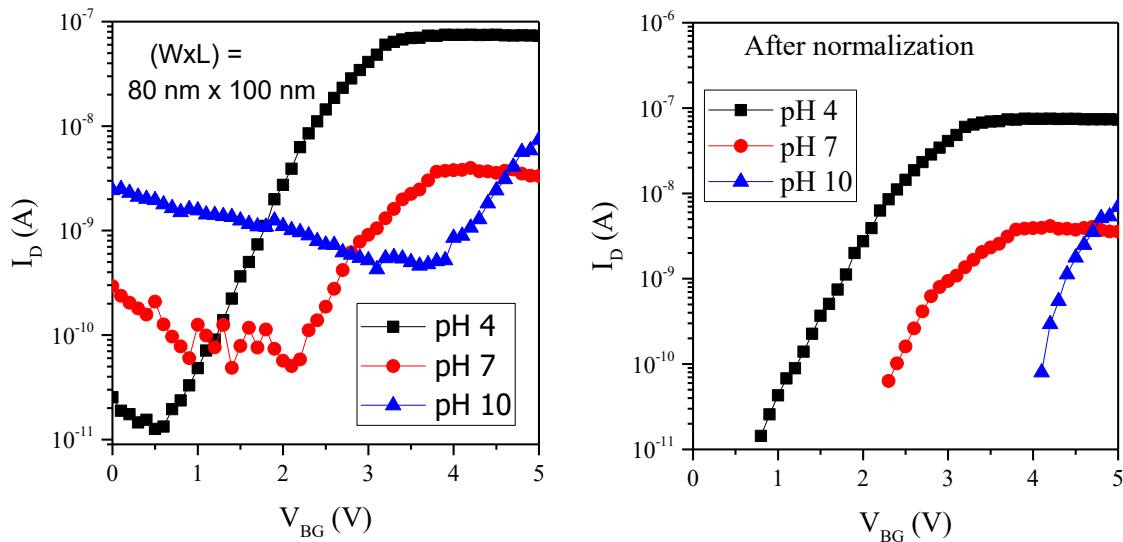 10^-7
10^-8
10^-9
10^-10
10^-11
I_D (A)
(WxL) =
80 nm x 100 nm
pH 4
pH 7
pH 10
0 1 2 3 4 5
V_BG (V)
10^-6
10^-7
10^-8
10^-9
10^-10
10^-11
I_D (A)
After normalization
pH 4
pH 7
pH 10
0 1 2 3 4 5
V_BG (V)